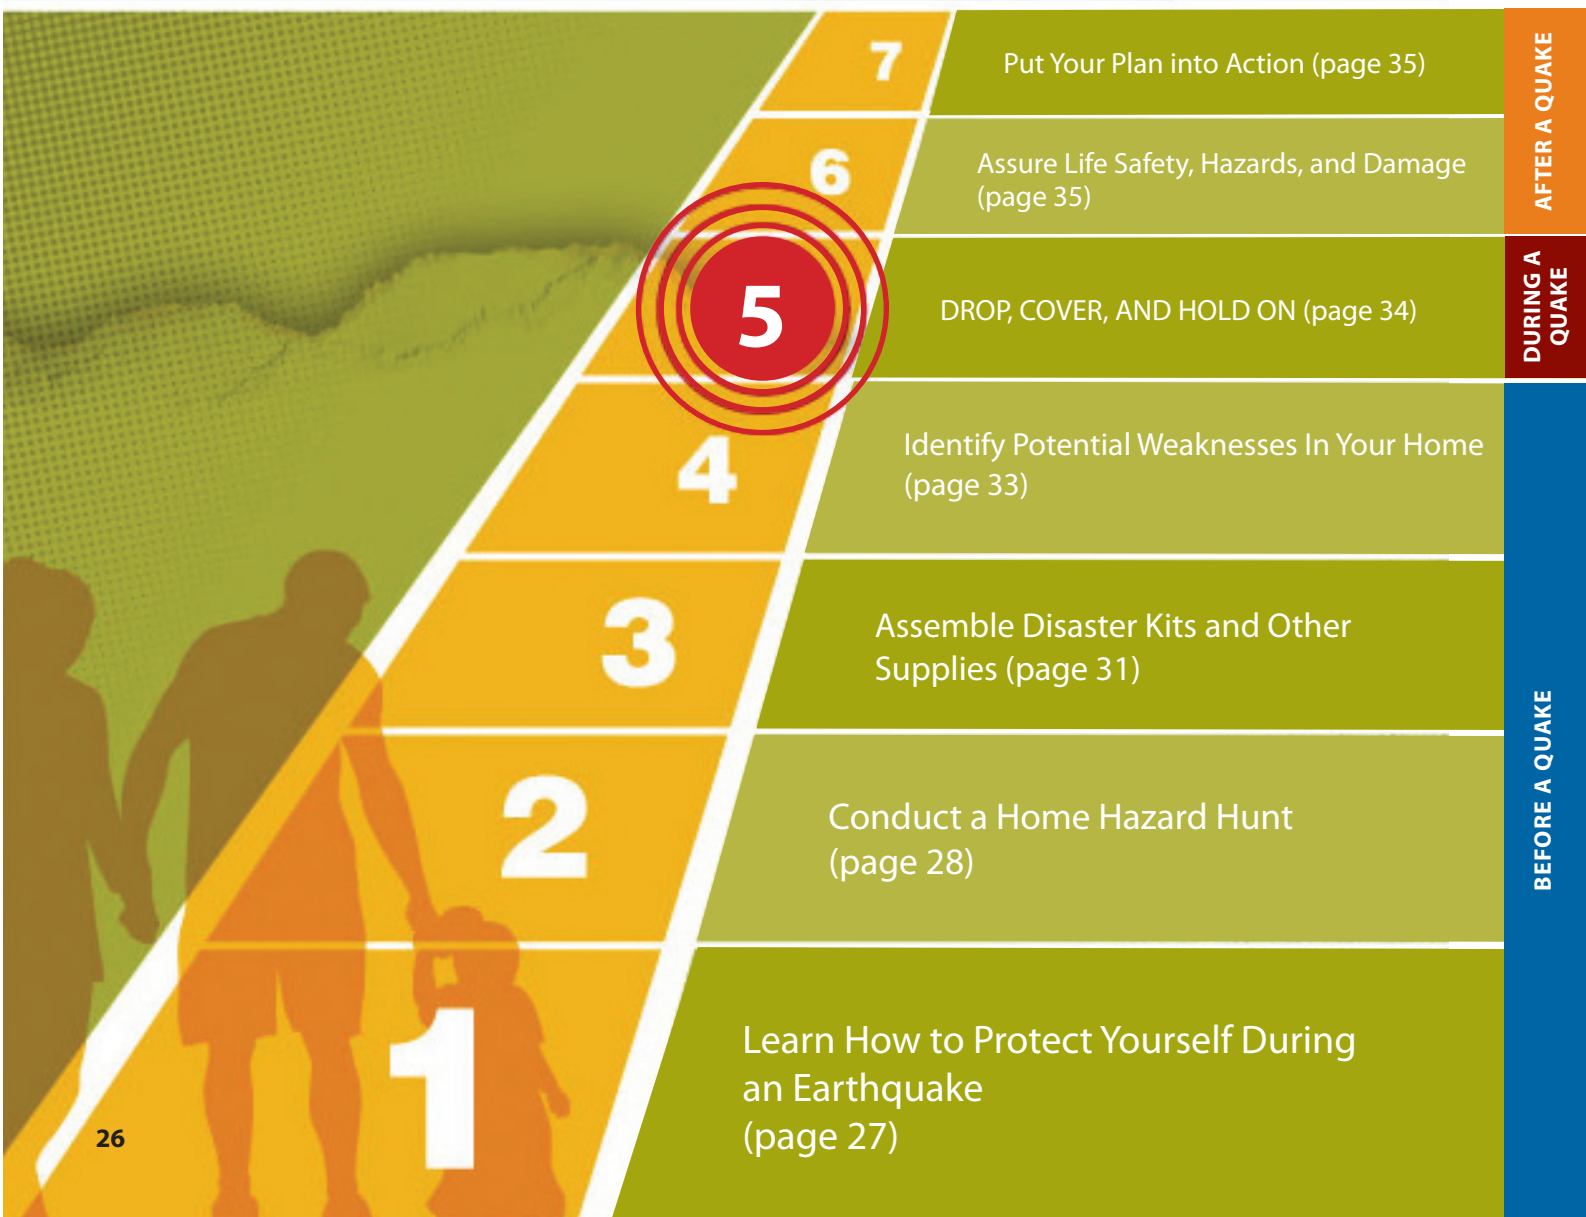 7
Put Your Plan into Action (page 35)
6
Assure Life Safety, Hazards, and Damage
(page 35)
AFTER A QUAKE
5
DROP, COVER, AND HOLD ON (page 34)
DURING A
QUAKE
4
Identify Potential Weaknesses In Your Home
(page 33)
3
Assemble Disaster Kits and Other
Supplies (page 31)
2
Conduct a Home Hazard Hunt
(page 28)
1
Learn How to Protect Yourself During
an Earthquake
(page 27)
BEFORE A QUAKE
26